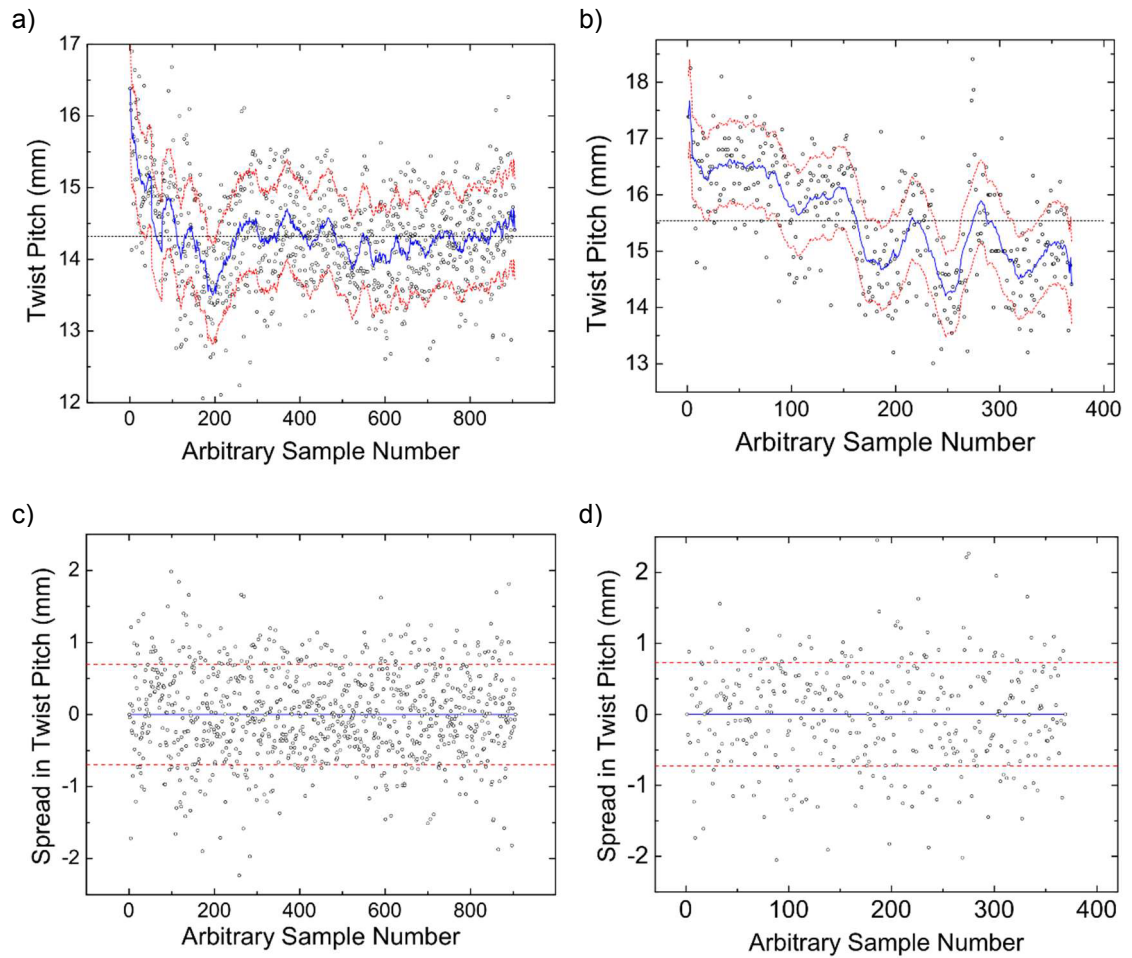 a)
17
16
15
14
13
12
Twist Pitch (mm)
0 200 400 600 800
Arbitrary Sample Number
b)
18
17
16
15
14
13
Twist Pitch (mm)
0 100 200 300 400
Arbitrary Sample Number
c)
2
1
0
-1
-2
Spread in Twist Pitch (mm)
0 200 400 600 800
Arbitrary Sample Number
d)
2
1
0
-1
-2
Spread in Twist Pitch (mm)
0 100 200 300 400
Arbitrary Sample Number